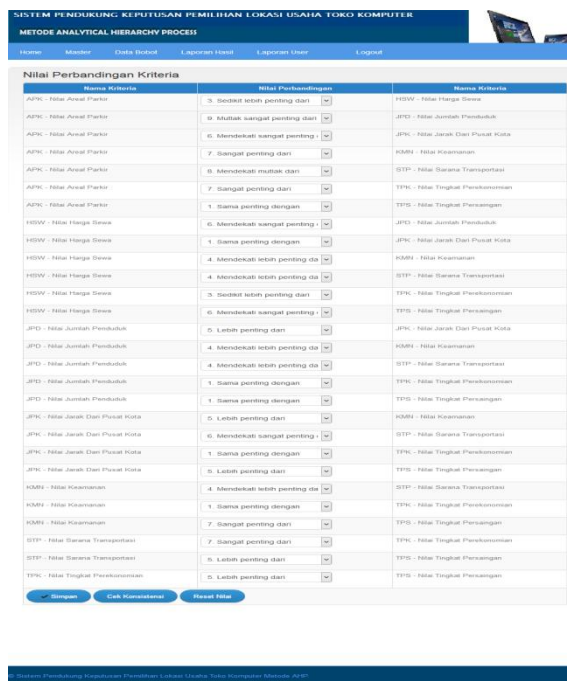 SISTEM PENDUKUNG KEPUTUSAN PEMILIHAN LOKASI USAHA TOKO KOMPUTER
METODE ANALYTICAL HIERARCHY PROCESS
Home Master Data Bobot Laporan Hasil Laporan User Logout
Nilai Perbandingan Kriteria
Nama Kriteria Nilai Perbandingan Nama Kriteria
APK - Nilai Areal Parkir 3. Sedikit lebih penting dari HSW - Nilai Harga Sewa
APK - Nilai Areal Parkir 9. Mutlak sangat penting dari JPD - Nilai Jumlah Penduduk
APK - Nilai Areal Parkir 6. Mendekati sangat penting JPK - Nilai Jarak Dari Pusat Kota
APK - Nilai Areal Parkir 7. Sangat penting dari KMN - Nilai Keamanan
APK - Nilai Areal Parkir 8. Mendekati mutlak dari STP - Nilai Sarana Transportasi
APK - Nilai Areal Parkir 7. Sangat penting dari TPK - Nilai Tingkat Perekonomian
APK - Nilai Areal Parkir 1. Sama penting dengan TPS - Nilai Tingkat Persaingan
HSW - Nilai Harga Sewa 6. Mendekati sangat penting JPD - Nilai Jumlah Penduduk
HSW - Nilai Harga Sewa 1. Sama penting dengan JPK - Nilai Jarak Dari Pusat Kota
HSW - Nilai Harga Sewa 4. Mendekati lebih penting da KMN - Nilai Keamanan
HSW - Nilai Harga Sewa 4. Mendekati lebih penting da STP - Nilai Sarana Transportasi
HSW - Nilai Harga Sewa 3. Sedikit lebih penting dari TPK - Nilai Tingkat Perekonomian
HSW - Nilai Harga Sewa 6. Mendekati sangat penting TPS - Nilai Tingkat Persaingan
JPD - Nilai Jumlah Penduduk 5. Lebih penting dari JPK - Nilai Jarak Dari Pusat Kota
JPD - Nilai Jumlah Penduduk 4. Mendekati lebih penting da KMN - Nilai Keamanan
JPD - Nilai Jumlah Penduduk 4. Mendekati lebih penting da STP - Nilai Sarana Transportasi
JPD - Nilai Jumlah Penduduk 1. Sama penting dengan TPK - Nilai Tingkat Perekonomian
JPD - Nilai Jumlah Penduduk 1. Sama penting dengan TPS - Nilai Tingkat Persaingan
JPK - Nilai Jarak Dari Pusat Kota 5. Lebih penting dari KMN - Nilai Keamanan
JPK - Nilai Jarak Dari Pusat Kota 6. Mendekati sangat penting STP - Nilai Sarana Transportasi
JPK - Nilai Jarak Dari Pusat Kota 1. Sama penting dengan TPK - Nilai Tingkat Perekonomian
JPK - Nilai Jarak Dari Pusat Kota 5. Lebih penting dari TPS - Nilai Tingkat Persaingan
KMN - Nilai Keamanan 4. Mendekati lebih penting da STP - Nilai Sarana Transportasi
KMN - Nilai Keamanan 1. Sama penting dengan TPK - Nilai Tingkat Perekonomian
KMN - Nilai Keamanan 7. Sangat penting dari TPS - Nilai Tingkat Persaingan
STP - Nilai Sarana Transportasi 7. Sangat penting dari TPK - Nilai Tingkat Perekonomian
STP - Nilai Sarana Transportasi 5. Lebih penting dari TPS - Nilai Tingkat Persaingan
TPK - Nilai Tingkat Perekonomian 5. Lebih penting dari TPS - Nilai Tingkat Persaingan
Simpan Cek Konsistensi Reset Nilai
© Sistem Pendukung Keputusan Pemilihan Lokasi Usaha Toko Komputer Metode AHP